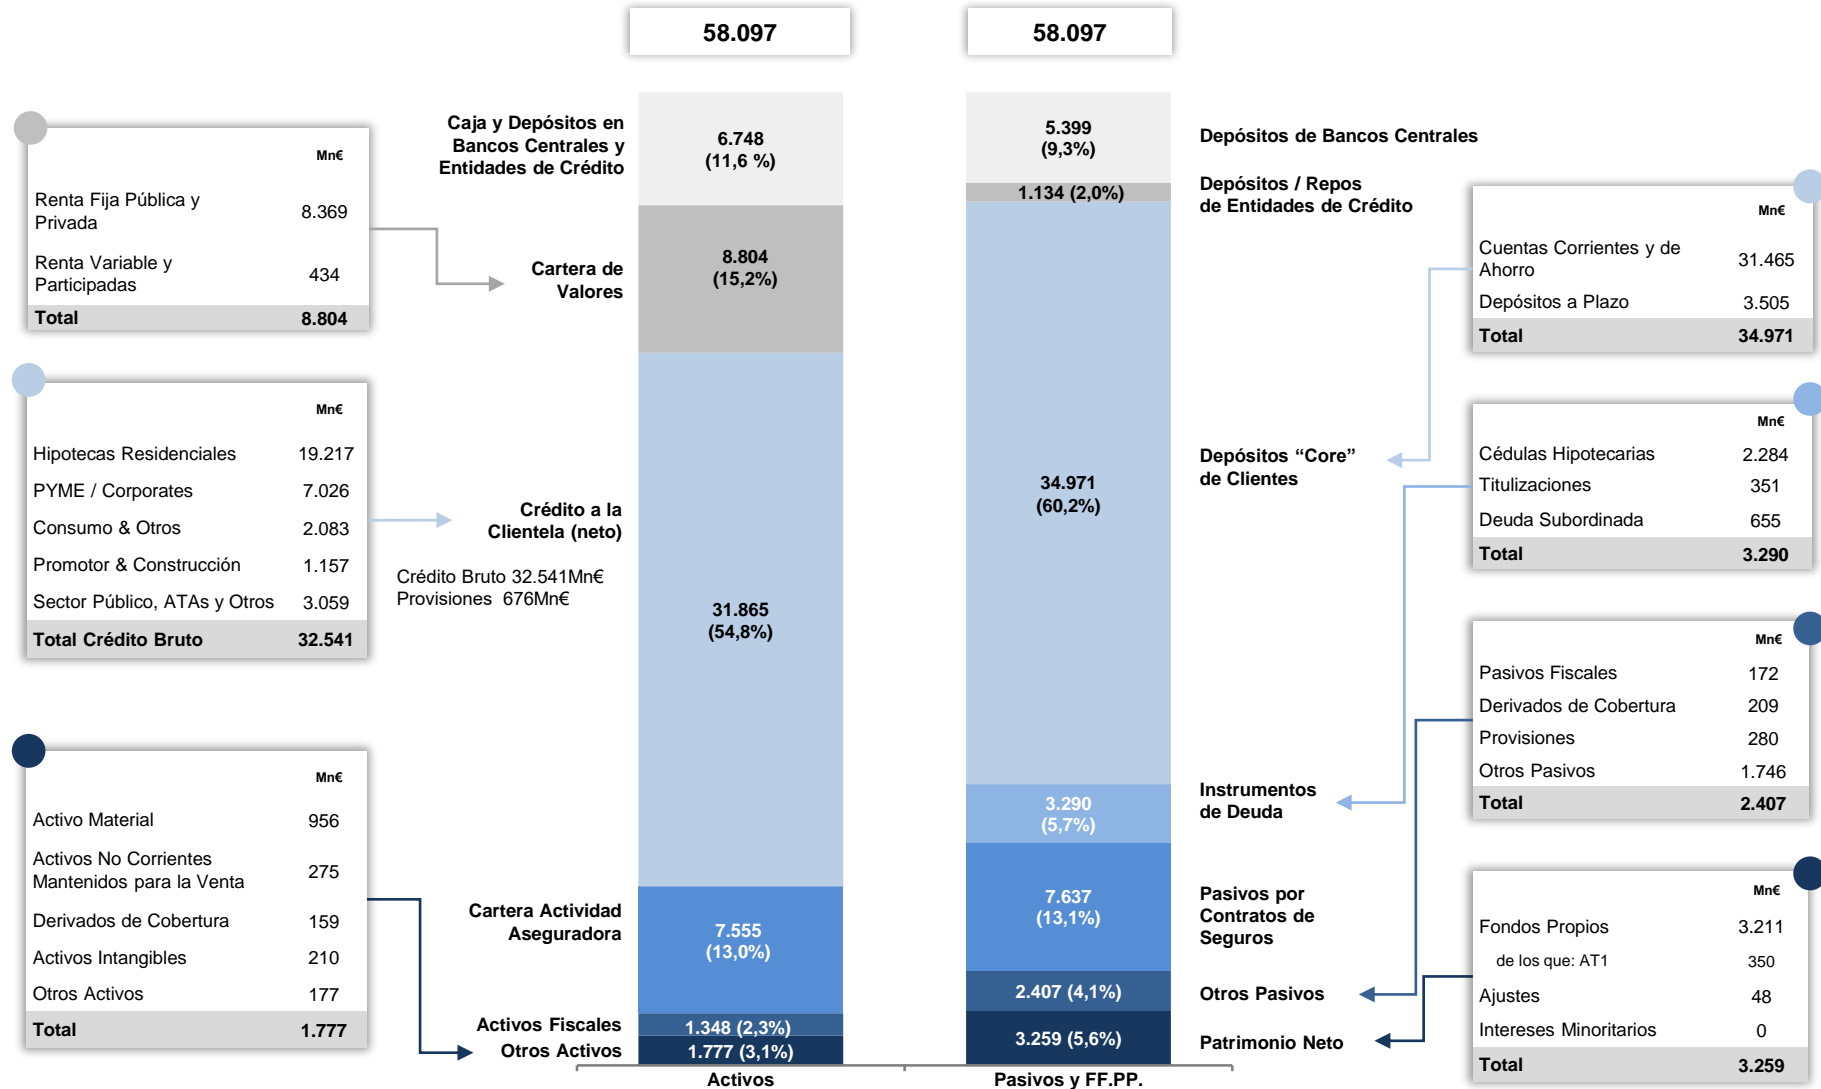 58.097
58.097
Mn€
Renta Fija Pública y
Privada
8.369
Renta Variable y
Participadas
434
Total 8.804
Mn€
Hipotecas Residenciales 19.217
PYME / Corporates 7.026
Consumo & Otros 2.083
Promotor & Construcción 1.157
Sector Público, ATAs y Otros 3.059
Total Crédito Bruto 32.541
Mn€
Activo Material 956
Activos No Corrientes
Mantenidos para la Venta
275
Derivados de Cobertura 159
Activos Intangibles 210
Otros Activos 177
Total 1.777
Caja y Depósitos en
Bancos Centrales y
Entidades de Crédito
Cartera de
Valores
Crédito a la
Clientela (neto)
Crédito Bruto 32.541Mn€
Provisiones 676Mn€
Cartera Actividad
Aseguradora
Activos Fiscales
Otros Activos
6.748
(11,6 %)
8.804
(15,2%)
31.865
(54,8%)
7.555
(13,0%)
1.348 (2,3%)
1.777 (3,1%)
Activos
5.399
(9,3%)
1.134 (2,0%)
34.971
(60,2%)
3.290
(5,7%)
7.637
(13,1%)
2.407 (4,1%)
3.259 (5,6%)
Pasivos y FF.PP.
Depósitos de Bancos Centrales
Depósitos / Repos
de Entidades de Crédito
Depósitos “Core”
de Clientes
Instrumentos
de Deuda
Pasivos por
Contratos de
Seguros
Otros Pasivos
Patrimonio Neto
Mn€
Cuentas Corrientes y de
Ahorro
31.465
Depósitos a Plazo 3.505
Total 34.971
Mn€
Cédulas Hipotecarias 2.284
Titulizaciones 351
Deuda Subordinada 655
Total 3.290
Mn€
Pasivos Fiscales 172
Derivados de Cobertura 209
Provisiones 280
Otros Pasivos 1.746
Total 2.407
Mn€
Fondos Propios 3.211
de los que: AT1 350
Ajustes 48
Intereses Minoritarios 0
Total 3.259